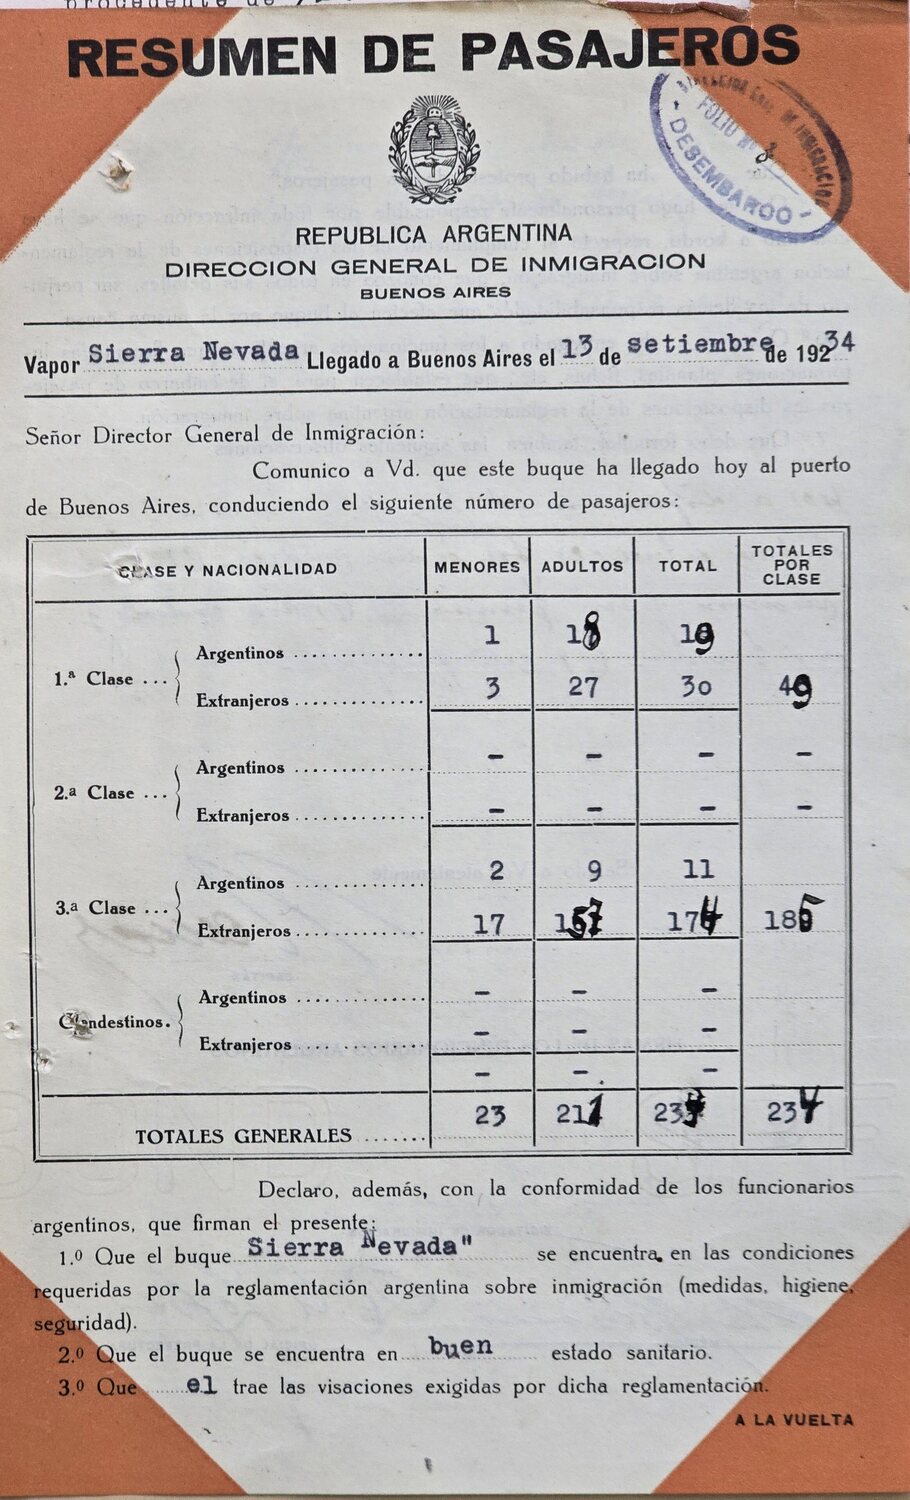 RESUMEN DE PASAJEROS
FOLIO Nº 8
DESEMBARCO
REPUBLICA ARGENTINA
DIRECCION GENERAL DE INMIGRACION
BUENOS AIRES
Vapor Sierra Nevada Llegado a Buenos Aires el 13 de setiembre de 19234
Señor Director General de Inmigración:
Comunico a Vd. que este buque ha llegado hoy al puerto
de Buenos Aires, conduciendo el siguiente número de pasajeros:
CLASE Y NACIONALIDAD MENORES ADULTOS TOTAL TOTALES POR CLASE
1.ª Clase ... Argentinos 1 18 19
Extranjeros 3 27 30 49
2.ª Clase ... Argentinos - - - -
Extranjeros - - - -
3.ª Clase ... Argentinos 2 9 11
Extranjeros 17 157 174 185
Clandestinos. Argentinos - - -
Extranjeros - - -
- - -
TOTALES GENERALES 23 211 234 234
Declaro, además, con la conformidad de los funcionarios
argentinos, que firman el presente:
1.º Que el buque Sierra Nevada" se encuentra en las condiciones
requeridas por la reglamentación argentina sobre inmigración (medidas, higiene,
seguridad).
2.º Que el buque se encuentra en buen estado sanitario.
3.º Que el trae las visaciones exigidas por dicha reglamentación.
A LA VUELTA